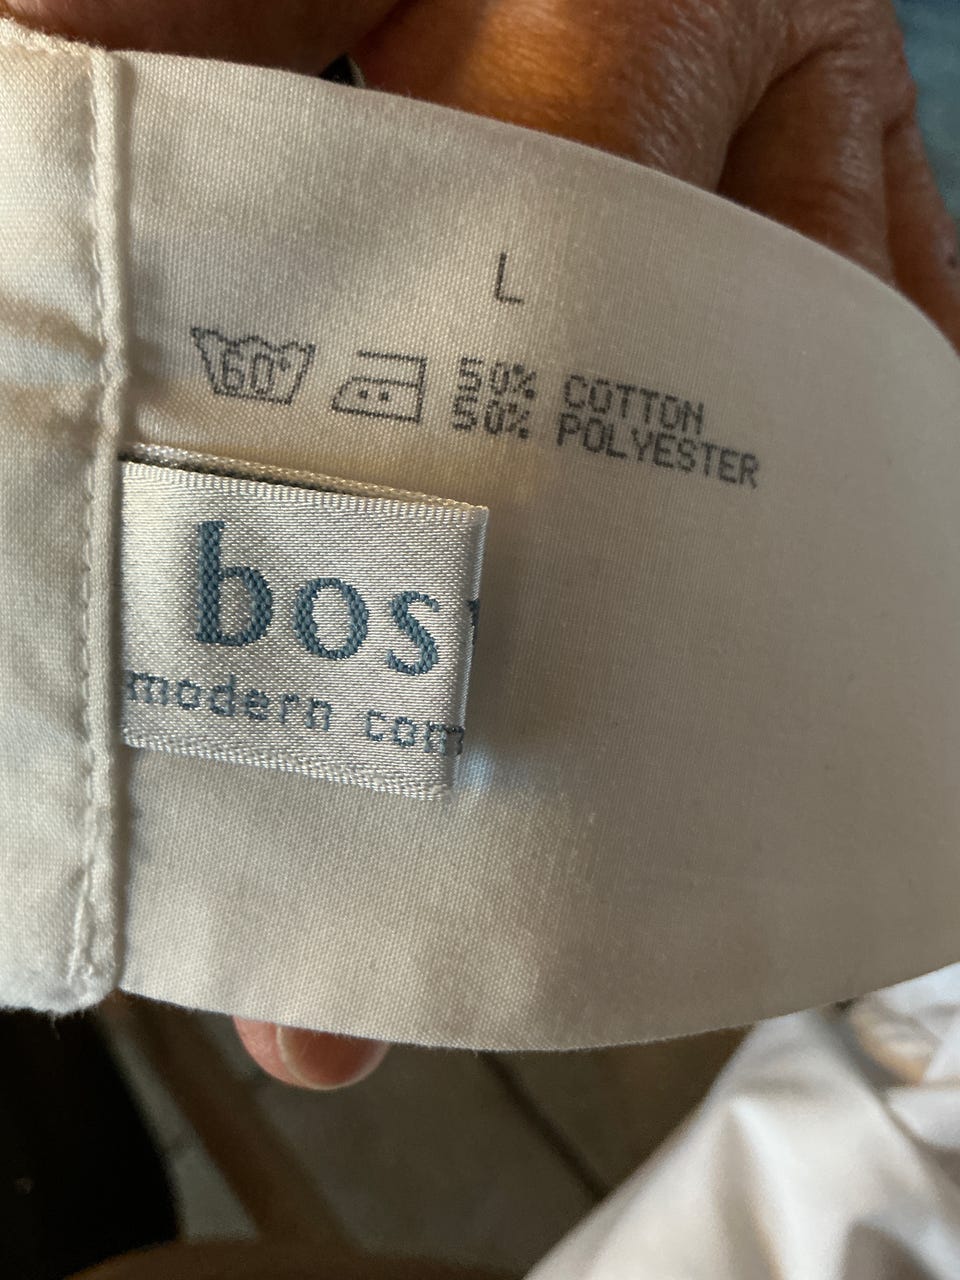 L
60
50% COTTON
50% POLYESTER
bos
modern com